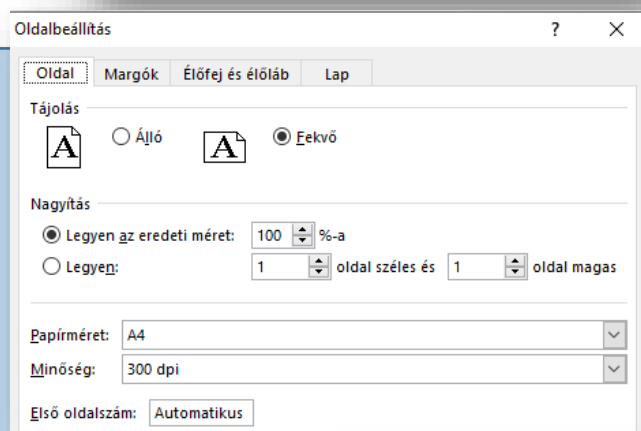 Oldalbeállítás ?
Oldal Margók Élőfej és élőláb Lap
Tájolás
A Álló A Fekvő
Nagyítás
Legyen az eredeti méret: 100 %-a
Legyen: 1 oldal széles és 1 oldal magas
Papírméret: A4
Minőség: 300 dpi
Első oldalszám: Automatikus